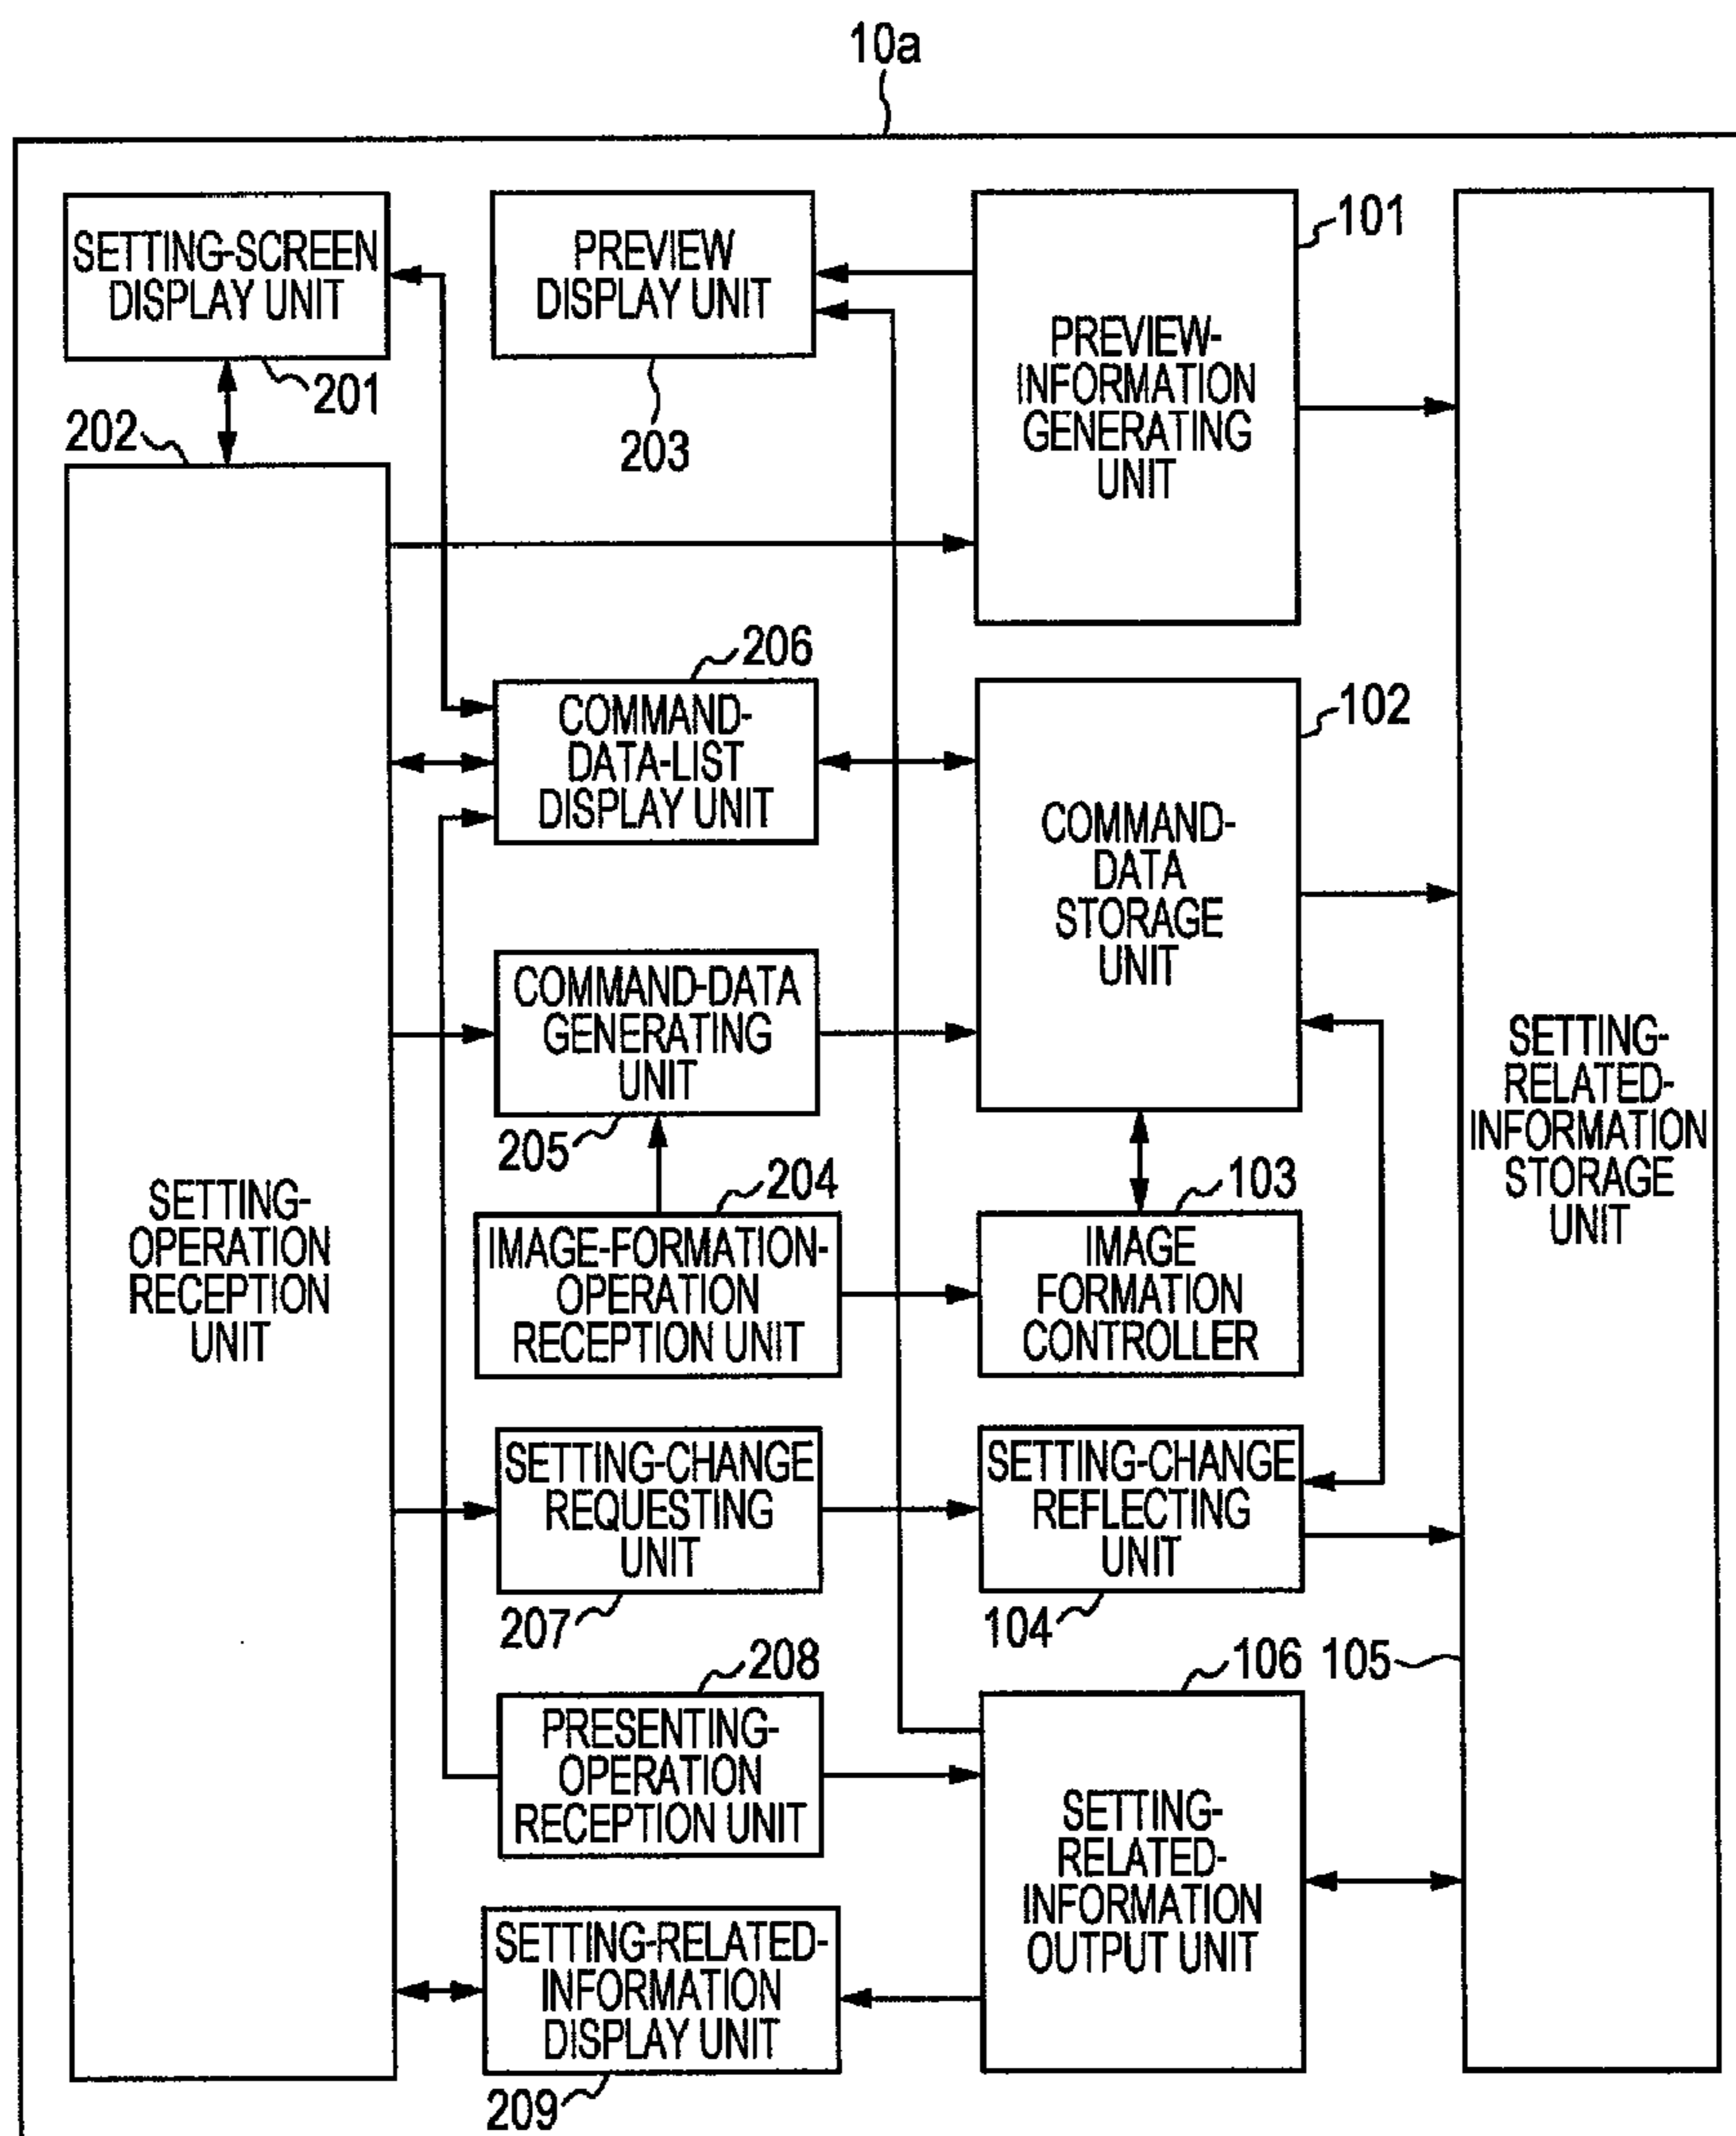 10a
SETTING-SCREEN
DISPLAY UNIT
201
PREVIEW
DISPLAY UNIT
203
101
PREVIEW-
INFORMATION
GENERATING
UNIT
202
SETTING-
OPERATION
RECEPTION
UNIT
206
COMMAND-
DATA-LIST
DISPLAY UNIT
102
COMMAND-
DATA
STORAGE
UNIT
COMMAND-DATA
GENERATING
UNIT
205
204
IMAGE-FORMATION-
OPERATION
RECEPTION UNIT
103
IMAGE
FORMATION
CONTROLLER
SETTING-
RELATED-
INFORMATION
STORAGE
UNIT
SETTING-CHANGE
REQUESTING
UNIT
207
SETTING-CHANGE
REFLECTING
UNIT
104
208
PRESENTING-
OPERATION
RECEPTION UNIT
106
105
SETTING-
RELATED-
INFORMATION
OUTPUT UNIT
SETTING-RELATED-
INFORMATION
DISPLAY UNIT
209